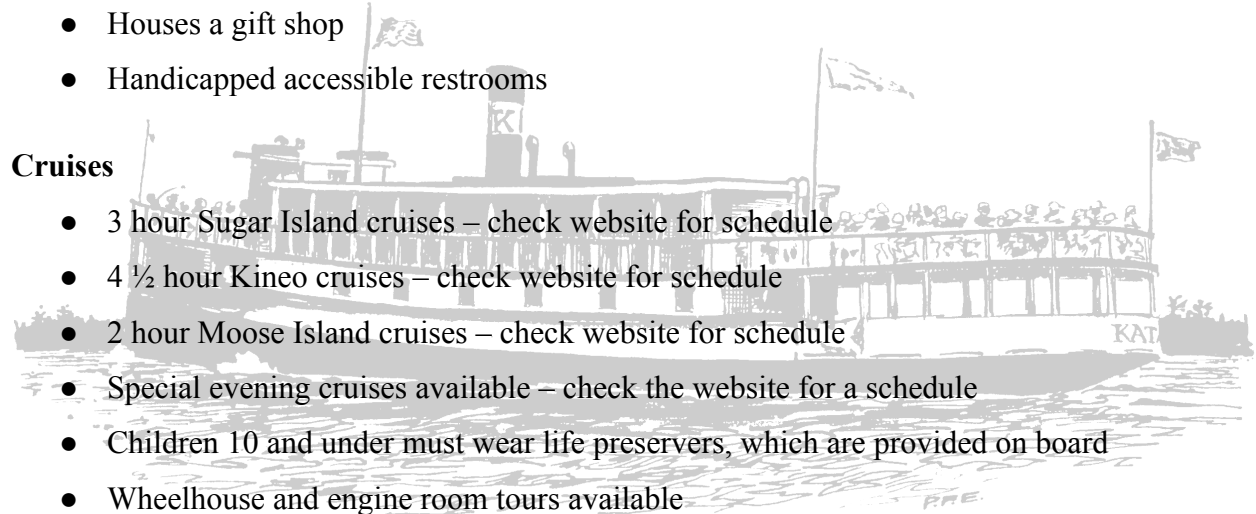 ● Houses a gift shop
● Handicapped accessible restrooms
Cruises
● 3 hour Sugar Island cruises – check website for schedule
● 4 ½ hour Kineo cruises – check website for schedule
● 2 hour Moose Island cruises – check website for schedule
● Special evening cruises available – check the website for a schedule
● Children 10 and under must wear life preservers, which are provided on board
● Wheelhouse and engine room tours available
K
KAT
P.R.E.